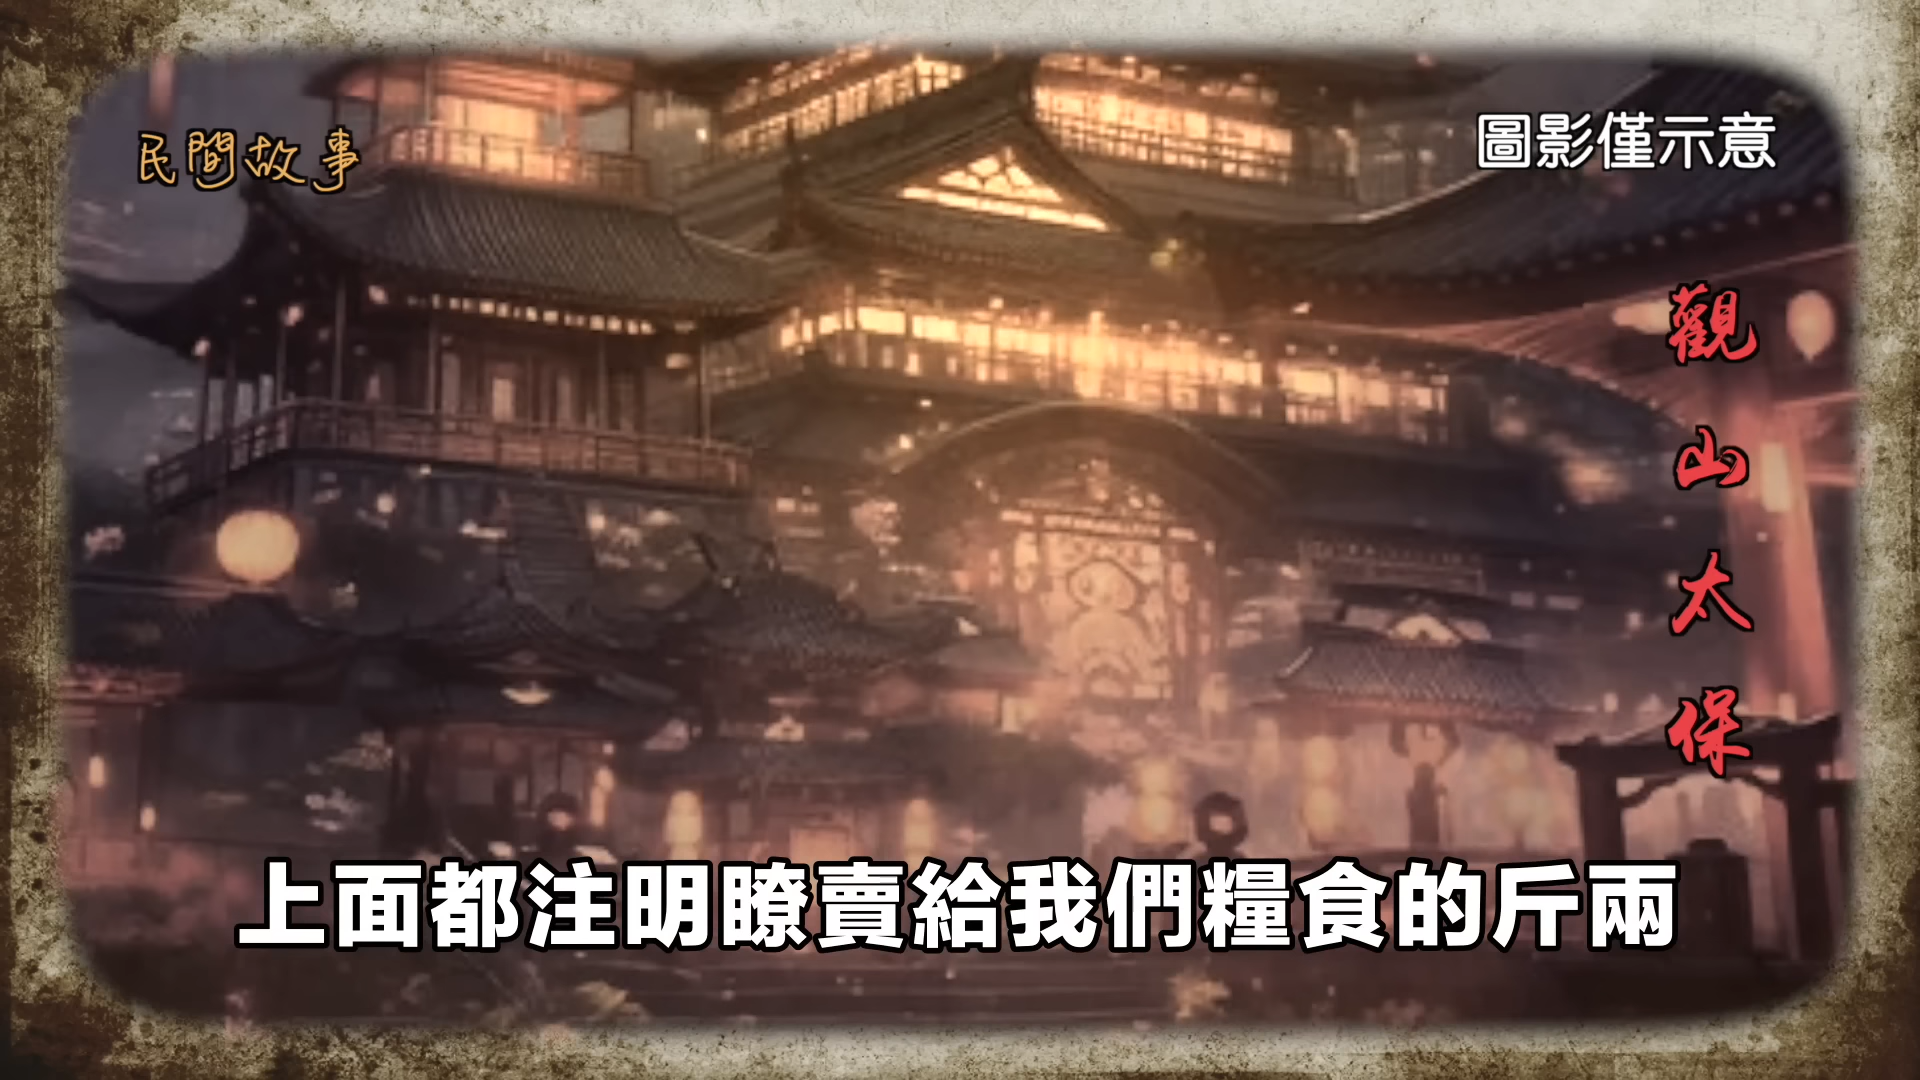 民間故事
圖影僅示意
觀山太保
上面都注明瞭賣給我們糧食的斤兩